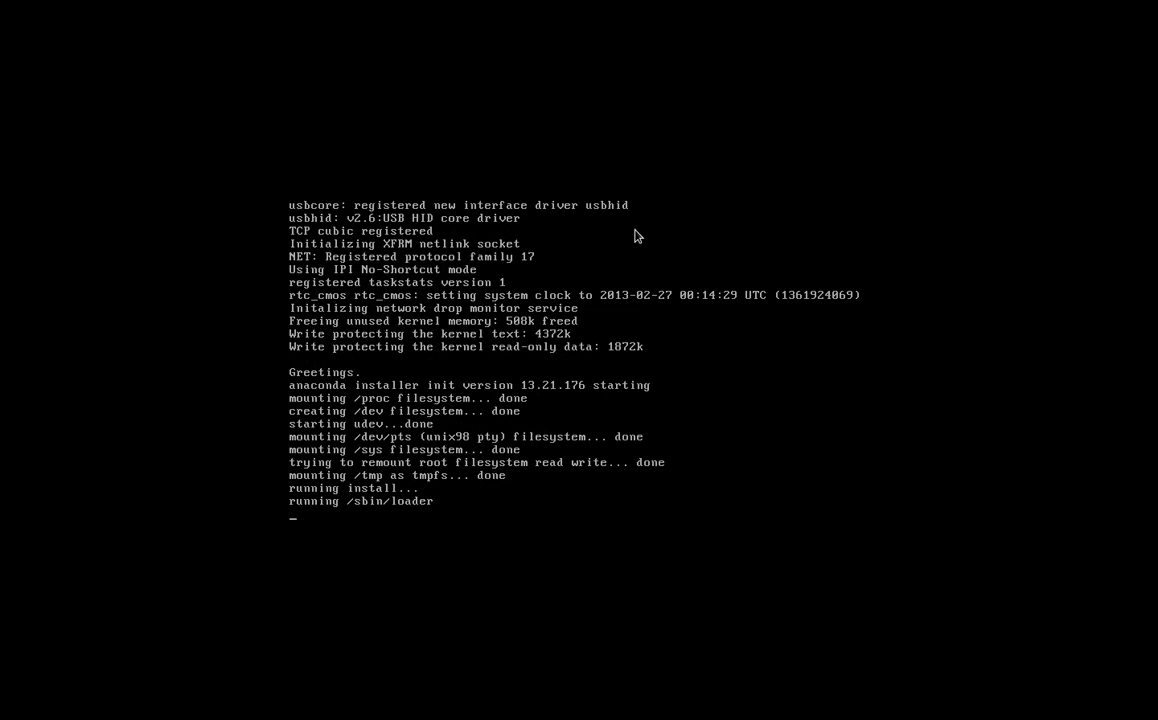 usbcore: registered new interface driver usbhid
usbhid: v2.6:USB HID core driver
TCP cubic registered
Initializing XFRM netlink socket
NET: Registered protocol family 17
Using IPI No-Shortcut mode
registered taskstats version 1
rtc_cmos rtc_cmos: setting system clock to 2013-02-27 00:14:29 UTC (1361924069)
Initalizing network drop monitor service
Freeing unused kernel memory: 508k freed
Write protecting the kernel text: 4372k
Write protecting the kernel read-only data: 1872k
Greetings.
anaconda installer init version 13.21.176 starting
mounting /proc filesystem... done
creating /dev filesystem... done
starting udev...done
mounting /dev/pts (unix98 pty) filesystem... done
mounting /sys filesystem... done
trying to remount root filesystem read write... done
mounting /tmp as tmpfs... done
running install...
running /sbin/loader
_